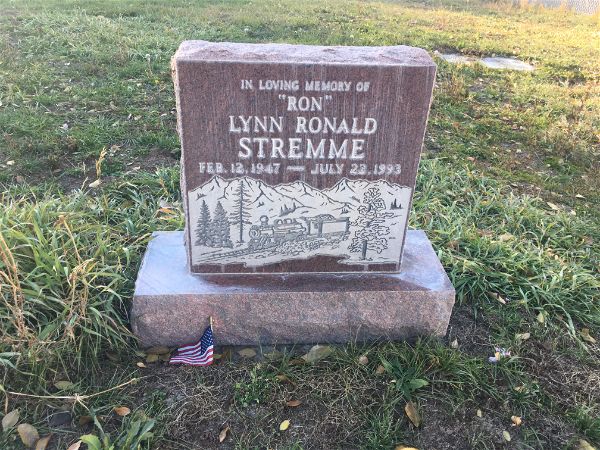 IN LOVING MEMORY OF
"RON"
LYNN RONALD
STREMME
FEB. 12, 1947 — JULY 22, 1993